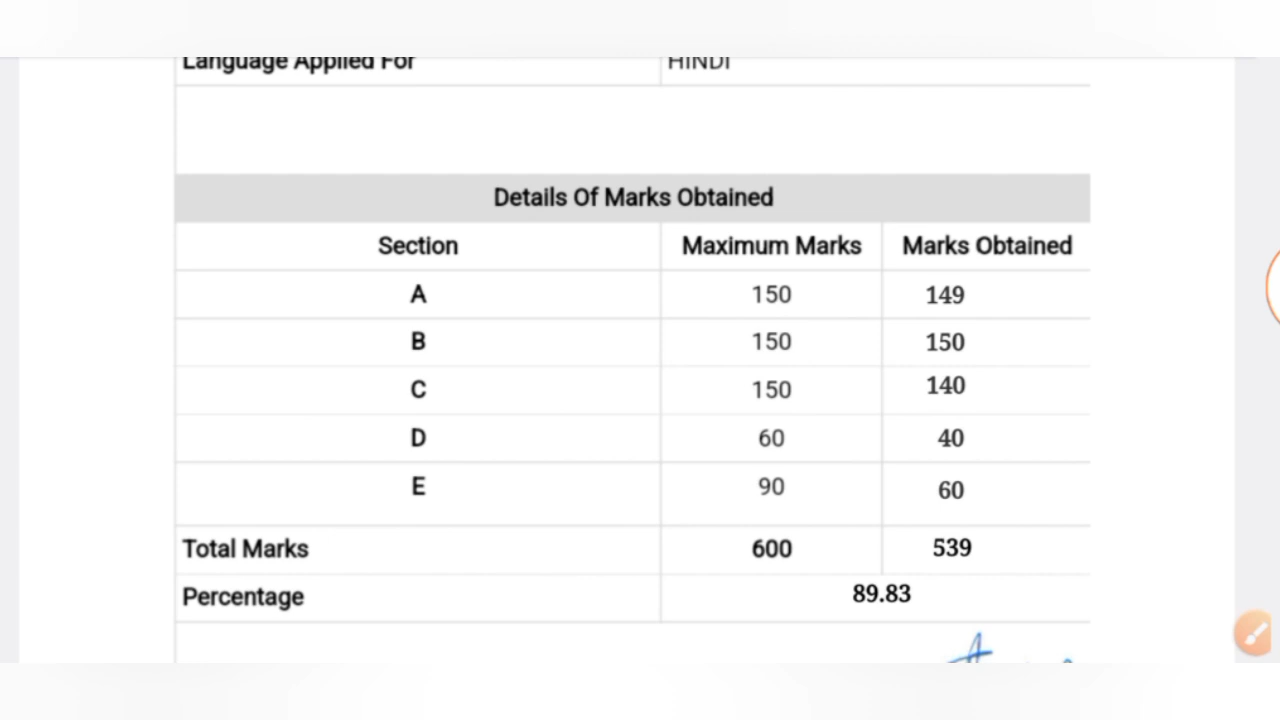 Language Applied For HINDI
Details Of Marks Obtained
Section Maximum Marks Marks Obtained
A 150 149
B 150 150
C 150 140
D 60 40
E 90 60
Total Marks 600 539
Percentage 89.83